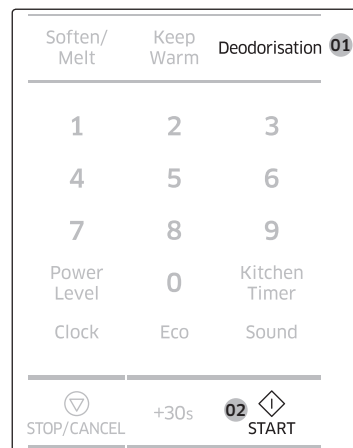 Soften/ Keep Deodorisation 01
Melt Warm
1 2 3
4 5 6
7 8 9
Power 0 Kitchen
Level Timer
Clock Eco Sound
STOP/CANCEL +30s 02 START